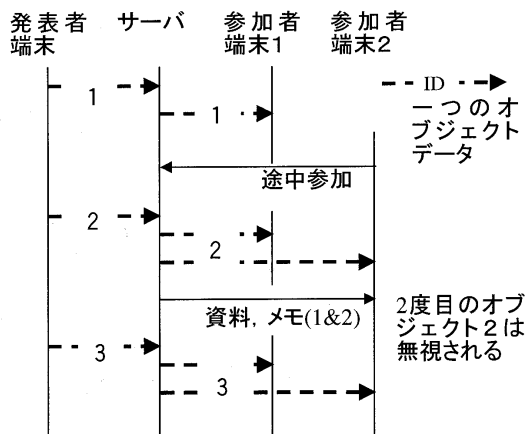 発表者
端末
サーバ
参加者
端末1
参加者
端末2
ID
一つのオ
ブジェクト
データ
1
1
途中参加
2
2
資料，メモ(1&2)
2度目のオブ
ジェクト2は
無視される
3
3